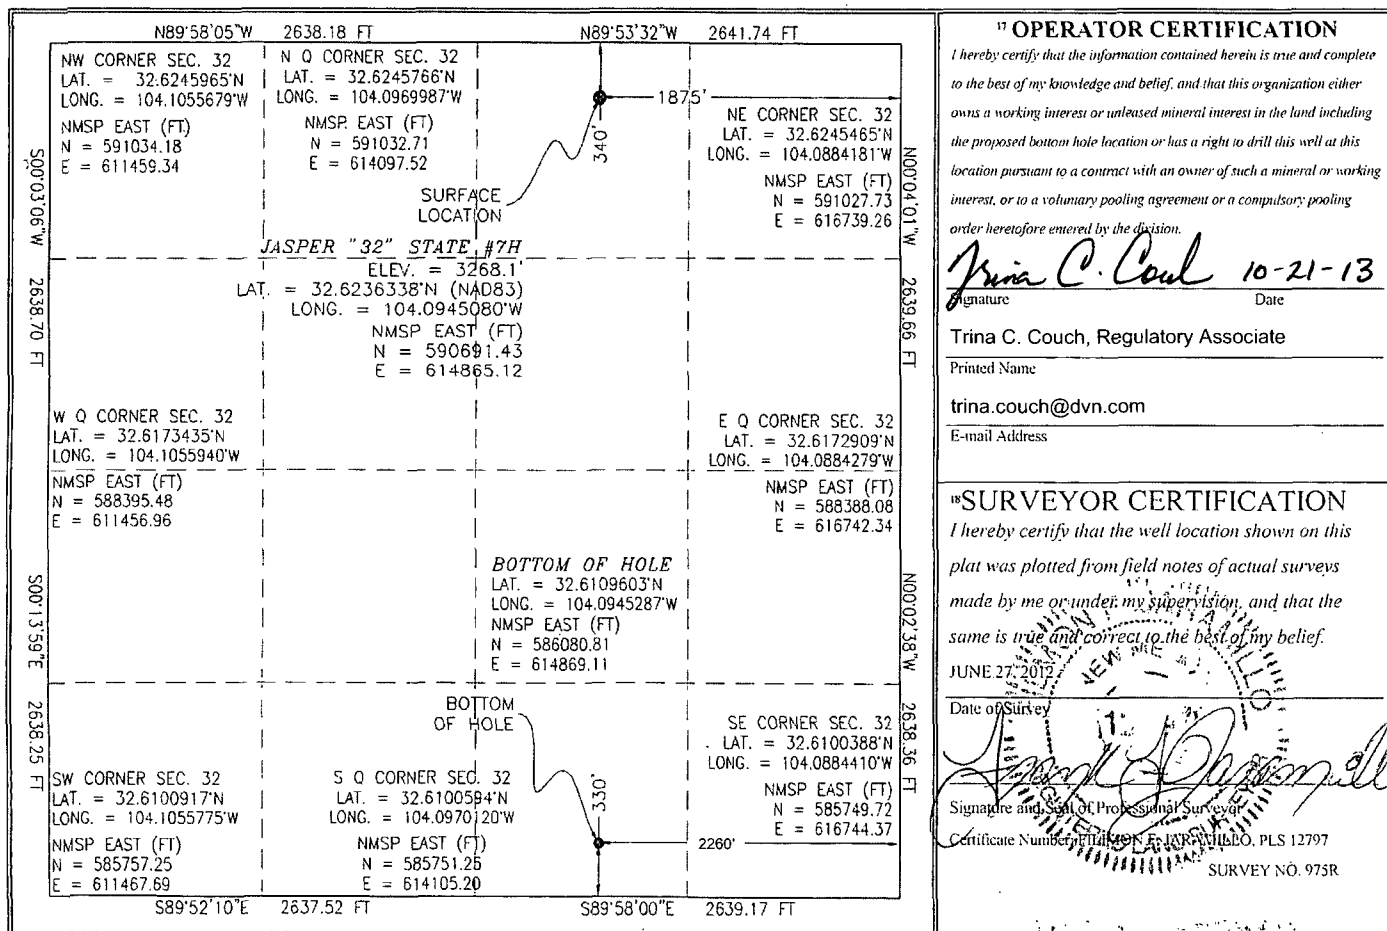 N89°58'05"W 2638.18 FT N89°53'32"W 2641.74 FT
NW CORNER SEC. 32
LAT. = 32.6245965°N
LONG. = 104.1055679°W
NMSP EAST (FT)
N = 591034.18
E = 611459.34
N Q CORNER SEC. 32
LAT. = 32.6245766°N
LONG. = 104.0969987°W
NMSP EAST (FT)
N = 591032.71
E = 614097.52
1875'
340'
NE CORNER SEC. 32
LAT. = 32.6245465°N
LONG. = 104.0884181°W
NMSP EAST (FT)
N = 591027.73
E = 616739.26
SURFACE
LOCATION
S00°03'06"W 2638.70 FT
N00°04'01"W 2639.66 FT
JASPER "32" STATE #7H
ELEV. = 3268.1'
LAT. = 32.6236338°N (NAD83)
LONG. = 104.0945080°W
NMSP EAST (FT)
N = 590691.43
E = 614865.12
W Q CORNER SEC. 32
LAT. = 32.6173435°N
LONG. = 104.1055940°W
NMSP EAST (FT)
N = 588395.48
E = 611456.96
E Q CORNER SEC. 32
LAT. = 32.6172909°N
LONG. = 104.0884279°W
NMSP EAST (FT)
N = 588388.08
E = 616742.34
BOTTOM OF HOLE
LAT. = 32.6109603°N
LONG. = 104.0945287°W
NMSP EAST (FT)
N = 586080.81
E = 614869.11
S00°13'59"E 2638.25 FT
N00°02'38"W 2638.36 FT
BOTTOM
OF HOLE
330'
2260'
SW CORNER SEC. 32
LAT. = 32.6100917°N
LONG. = 104.1055775°W
NMSP EAST (FT)
N = 585757.25
E = 611467.69
S Q CORNER SEC. 32
LAT. = 32.6100594°N
LONG. = 104.0970120°W
NMSP EAST (FT)
N = 585751.25
E = 614105.20
SE CORNER SEC. 32
LAT. = 32.6100388°N
LONG. = 104.0884410°W
NMSP EAST (FT)
N = 585749.72
E = 616744.37
S89°52'10"E 2637.52 FT S89°58'00"E 2639.17 FT
17 OPERATOR CERTIFICATION
I hereby certify that the information contained herein is true and complete
to the best of my knowledge and belief, and that this organization either
owns a working interest or unleased mineral interest in the land including
the proposed bottom hole location or has a right to drill this well at this
location pursuant to a contract with an owner of such a mineral or working
interest, or to a voluntary pooling agreement or a compulsory pooling
order heretofore entered by the division.
Trina C. Couch 10-21-13
Signature Date
Trina C. Couch, Regulatory Associate
Printed Name
trina.couch@dvn.com
E-mail Address
18 SURVEYOR CERTIFICATION
I hereby certify that the well location shown on this
plat was plotted from field notes of actual surveys
made by me or under my supervision, and that the
same is true and correct to the best of my belief.
JUNE 27, 2012
Date of Survey
Signature and Seal of Professional Surveyor
Certificate Number: FILIMON F. JARAMILLO, PLS 12797
SURVEY NO. 975R